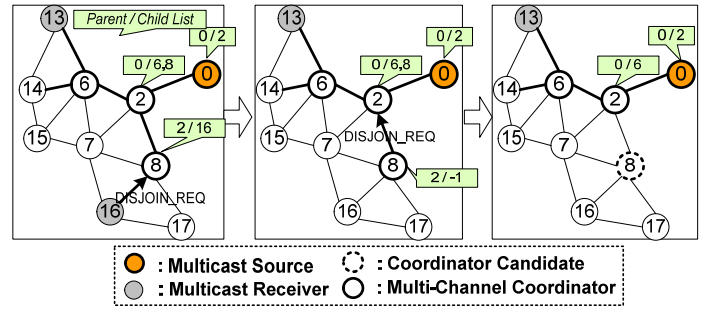 13
Parent / Child List
0 / 2
0 / 6,8
0
14
6
2
15
7
2 / 16
8
DISJOIN_REQ
16
17
13
0 / 2
0 / 6,8
0
14
6
2
15
7
DISJOIN_REQ
8
2 / -1
16
17
13
0 / 2
0 / 6
0
14
6
2
15
7
8
16
17
: Multicast Source
: Coordinator Candidate
: Multicast Receiver
: Multi-Channel Coordinator